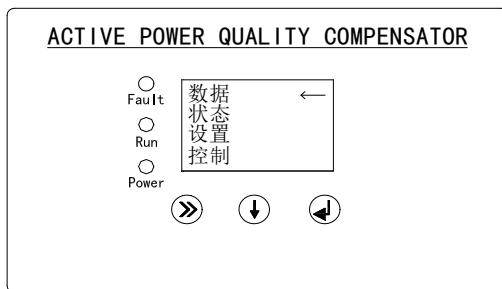 ACTIVE POWER QUALITY COMPENSATOR
Fault
Run
Power
数据 ←
状态
设置
控制